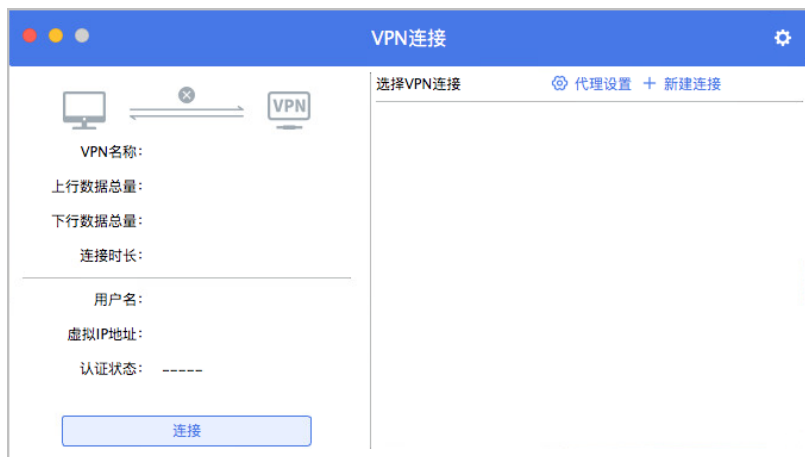 VPN连接
选择VPN连接 代理设置 新建连接
VPN
VPN名称:
上行数据总量:
下行数据总量:
连接时长:
用户名:
虚拟IP地址:
认证状态: -----
连接